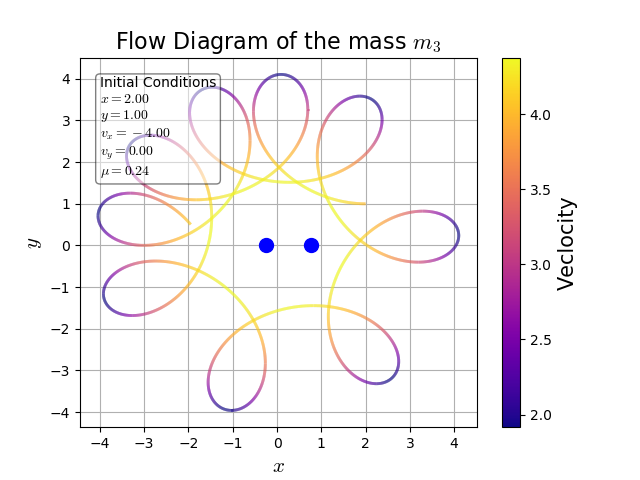 Flow Diagram of the mass m₃
Initial Conditions
x = 2.00
y = 1.00
vₓ = −4.00
v_y = 0.00
μ = 0.24
4
3
2
1
0
−1
−2
−3
−4
y
−4 −3 −2 −1 0 1 2 3 4
x
4.0
3.5
3.0
2.5
2.0
Veclocity